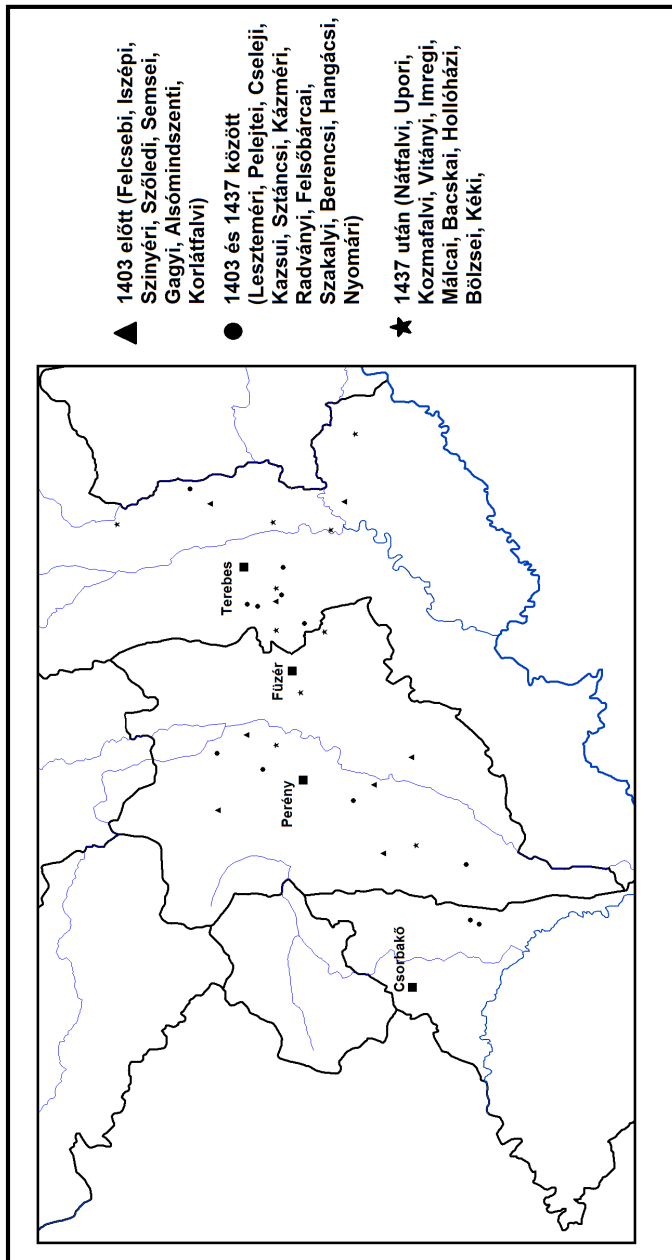 1403 előtt (Felcsebi, Iszépi,
Szinyéri, Szőledi, Semsei,
Gagyi, Alsómindszenti,
Korlátfalvi)
1403 és 1437 között
(Leszteméri, Pelejtei, Cseleji,
Kazsui, Sztáncsi, Kázméri,
Radványi, Felsőbárcai,
Szakalyi, Berencsi, Hangácsi,
Nyomári)
1437 után (Nátfalvi, Upori,
Kozmafalvi, Vitányi, Imregi,
Málcai, Bacskai, Hollóházi,
Bölzsei, Kéki,
Terebes
Füzér
Perény
Csorbakő